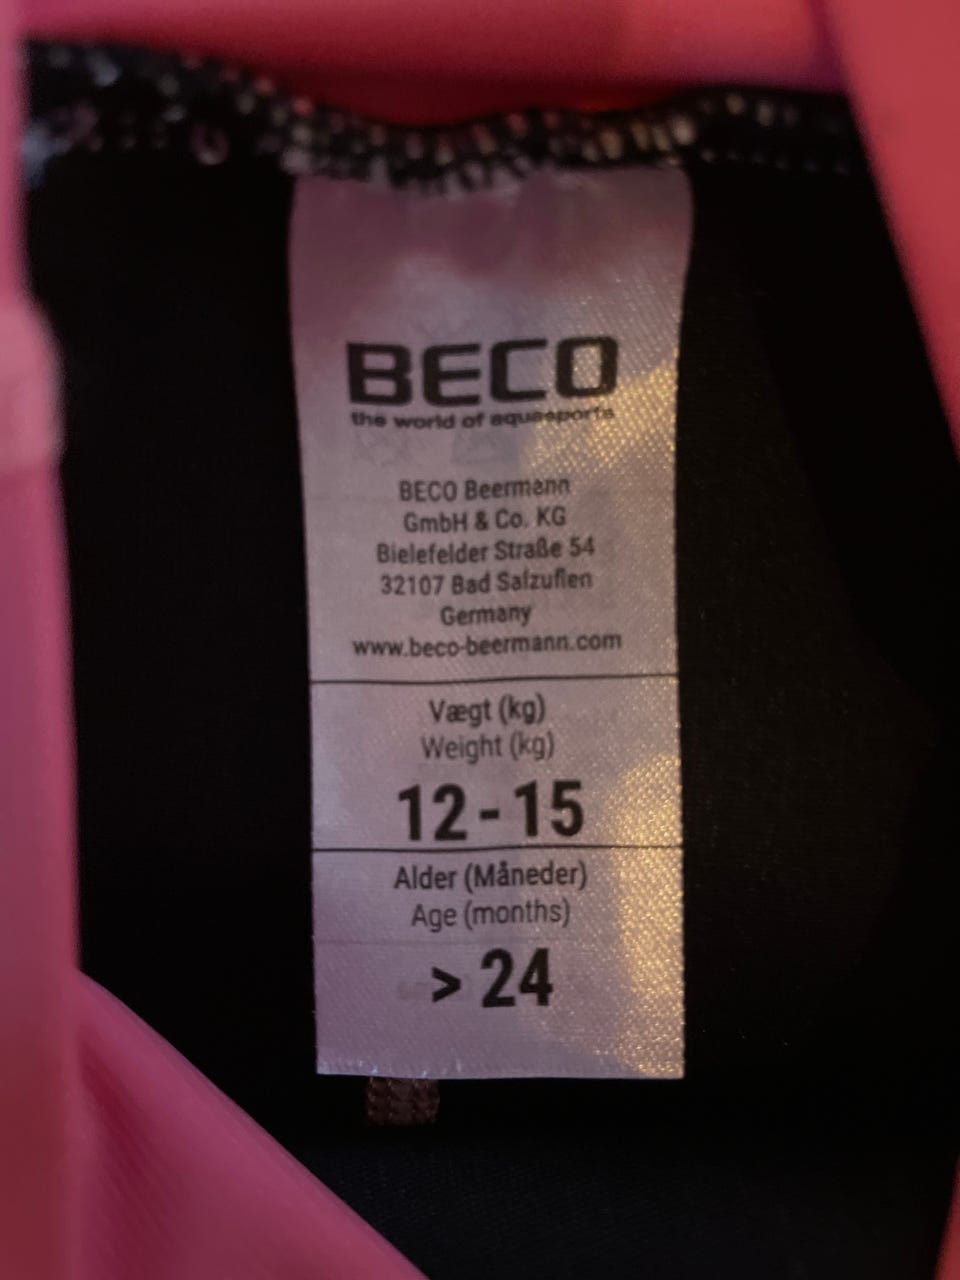 BECO
the world of aquasports
BECO Beermann
GmbH & Co. KG
Bielefelder Straße 54
32107 Bad Salzuflen
Germany
www.beco-beermann.com
Vægt (kg)
Weight (kg)
12 - 15
Alder (Måneder)
Age (months)
> 24